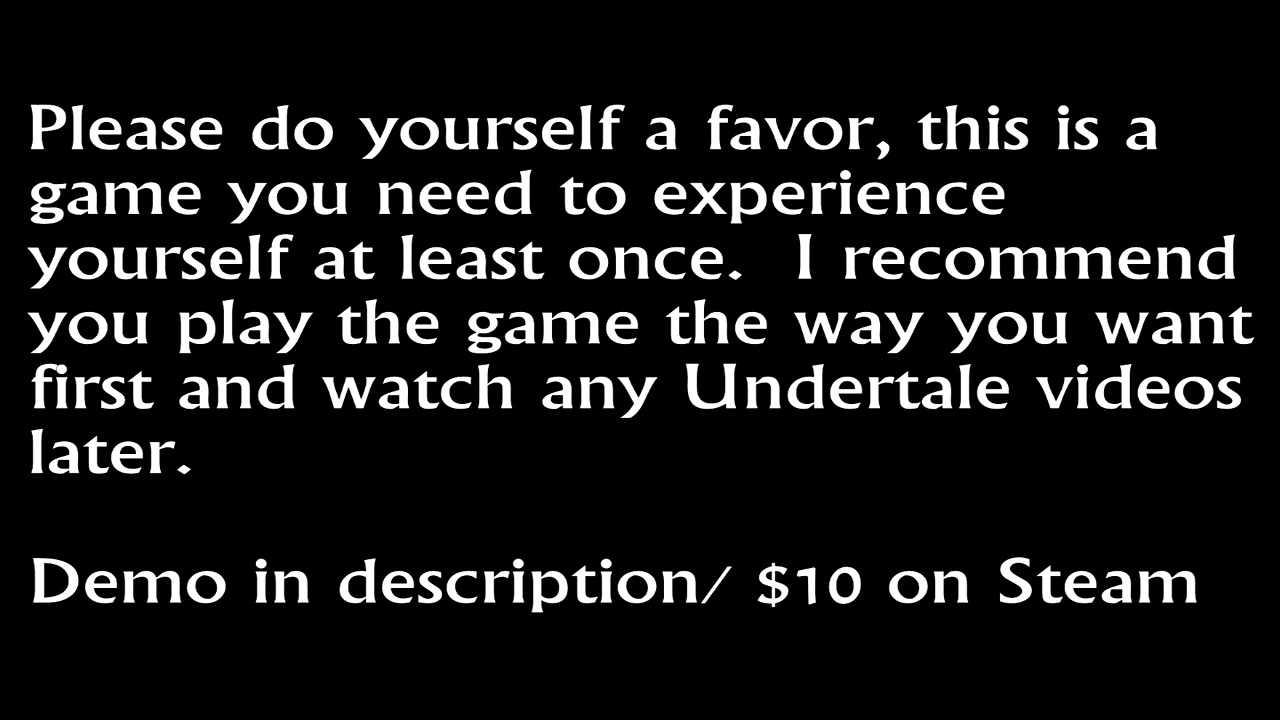 Please do yourself a favor, this is a
game you need to experience
yourself at least once.  I recommend
you play the game the way you want
first and watch any Undertale videos
later.
Demo in description/ $10 on Steam